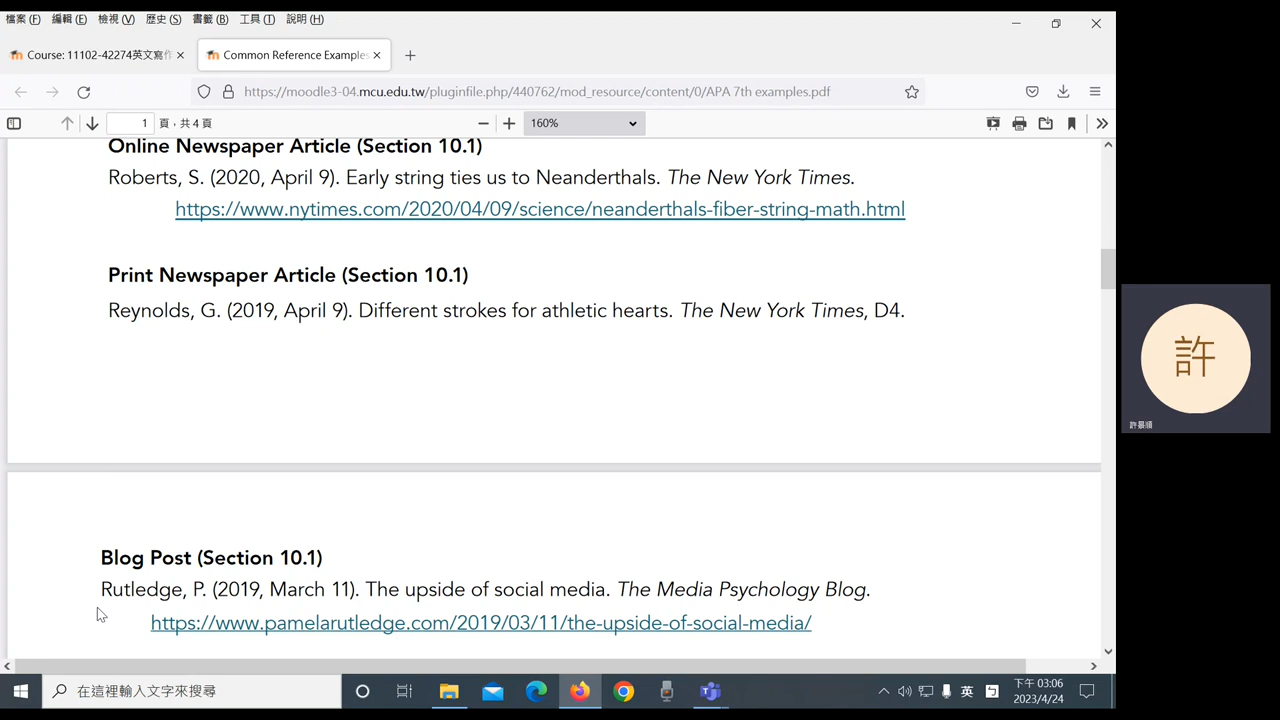 檔案 (F) 編輯 (E) 檢視 (V) 歷史 (S) 書籤 (B) 工具 (T) 說明 (H)
Course: 11102-42274英文寫作
Common Reference Examples
https://moodle3-04.mcu.edu.tw/pluginfile.php/440762/mod_resource/content/0/APA 7th examples.pdf
1 頁，共 4 頁
160%
Online Newspaper Article (Section 10.1)
Roberts, S. (2020, April 9). Early string ties us to Neanderthals. The New York Times.
https://www.nytimes.com/2020/04/09/science/neanderthals-fiber-string-math.html
Print Newspaper Article (Section 10.1)
Reynolds, G. (2019, April 9). Different strokes for athletic hearts. The New York Times, D4.
許
許景順
Blog Post (Section 10.1)
Rutledge, P. (2019, March 11). The upside of social media. The Media Psychology Blog.
https://www.pamelarutledge.com/2019/03/11/the-upside-of-social-media/
在這裡輸入文字來搜尋
英
下午 03:06
2023/4/24